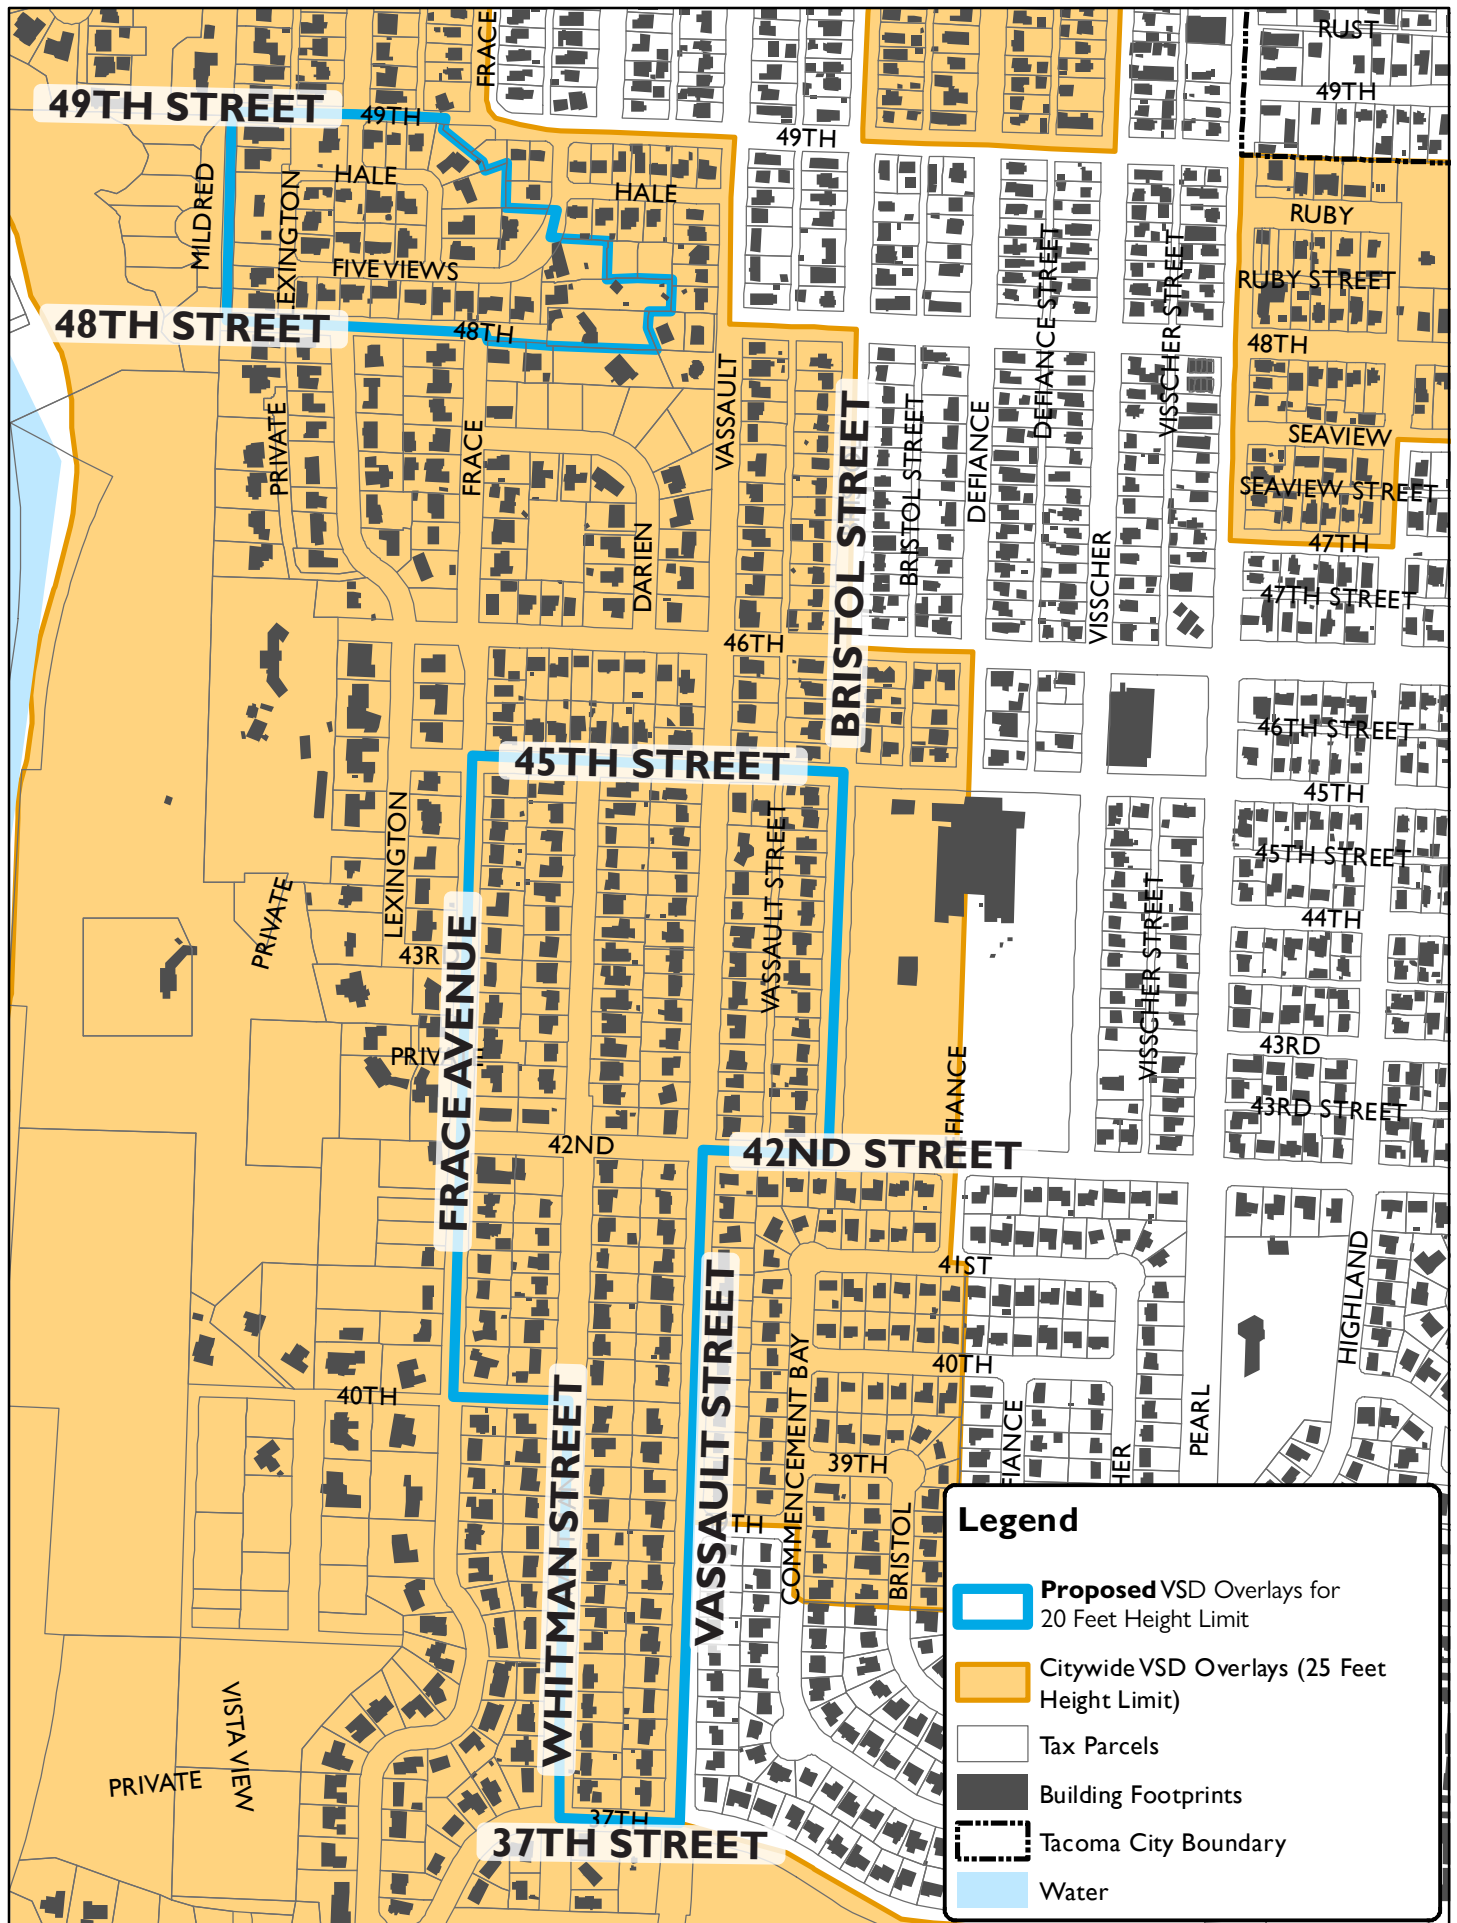 FRACE
RUST
49TH STREET
49TH
49TH
49TH
MILDRED
LEXINGTON
HALE
HALE
RUBY
FIVE VIEWS
RUBY STREET
48TH STREET
48TH
48TH
DEFIANCE STREET
VISSCHER STREET
VASSAULT
PRIVATE
FRACE
BRISTOL STREET
BRISTOL STREET
DEFIANCE
SEAVIEW
SEAVIEW STREET
47TH
DARIEN
VISSCHER
47TH STREET
46TH
46TH STREET
45TH STREET
45TH
LEXINGTON
VASSAULT STREET
45TH STREET
PRIVATE
44TH
43R
FRACE AVENUE
VISSCHER STREET
43RD
PRIVATE
EFIANCE
43RD STREET
42ND
42ND STREET
41ST
HIGHLAND
VASSAULT STREET
COMMENCEMENT BAY
40TH
40TH
WHITMAN STREET
FIANCE
HER
PEARL
39TH
TH
BRISTOL
VISTA VIEW
PRIVATE
37TH
37TH STREET
Legend
Proposed VSD Overlays for
20 Feet Height Limit
Citywide VSD Overlays (25 Feet
Height Limit)
Tax Parcels
Building Footprints
Tacoma City Boundary
Water